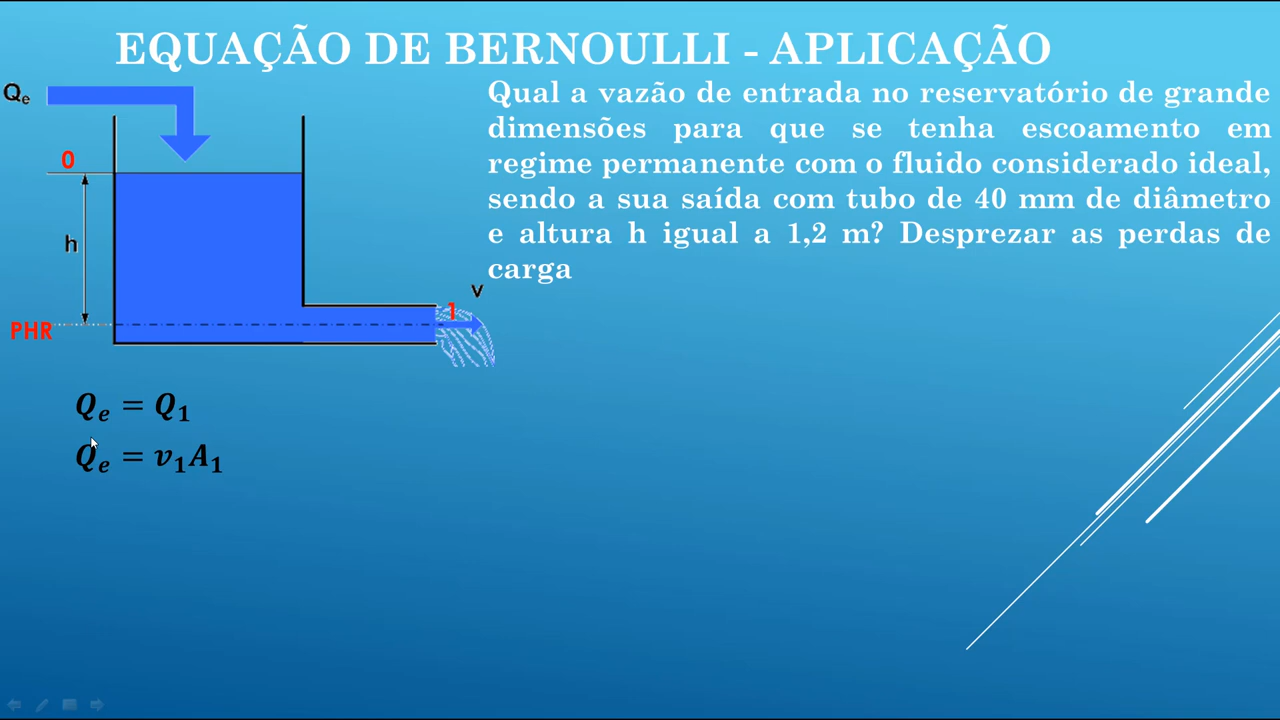 EQUAÇÃO DE BERNOULLI - APLICAÇÃO
Qₑ
0
h
PHR
v
1
Qual a vazão de entrada no reservatório de grande
dimensões para que se tenha escoamento em
regime permanente com o fluido considerado ideal,
sendo a sua saída com tubo de 40 mm de diâmetro
e altura h igual a 1,2 m? Desprezar as perdas de
carga
Qₑ = Q₁
Qₑ = v₁A₁